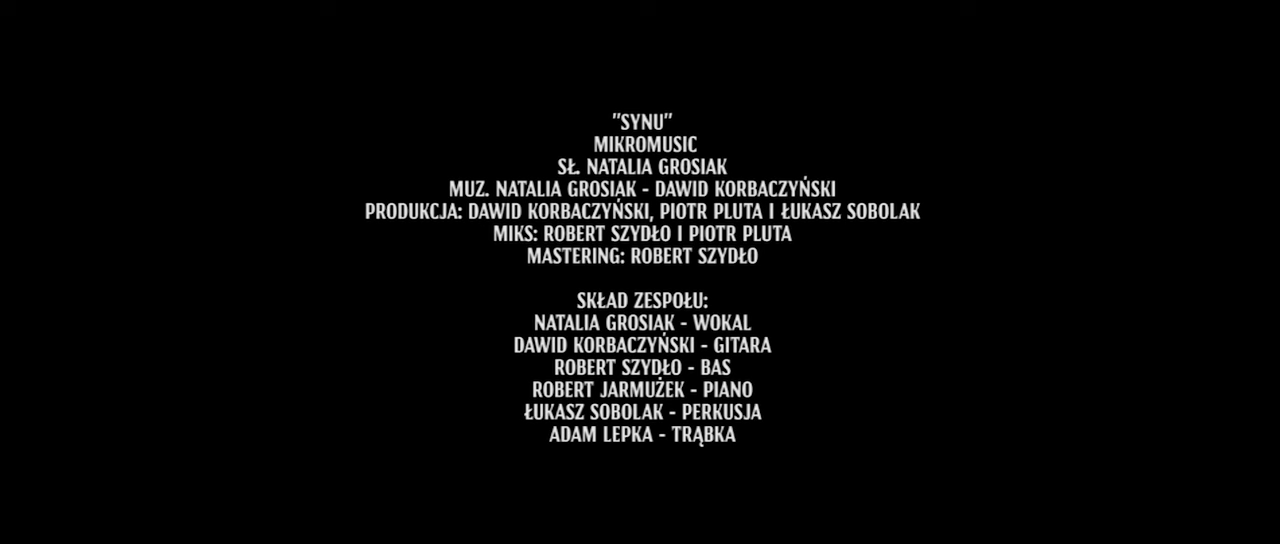 "SYNU"
MIKROMUSIC
SŁ. NATALIA GROSIAK
MUZ. NATALIA GROSIAK - DAWID KORBACZYŃSKI
PRODUKCJA: DAWID KORBACZYŃSKI, PIOTR PLUTA I ŁUKASZ SOBOLAK
MIKS: ROBERT SZYDŁO I PIOTR PLUTA
MASTERING: ROBERT SZYDŁO
SKŁAD ZESPOŁU:
NATALIA GROSIAK - WOKAL
DAWID KORBACZYŃSKI - GITARA
ROBERT SZYDŁO - BAS
ROBERT JARMUŻEK - PIANO
ŁUKASZ SOBOLAK - PERKUSJA
ADAM LEPKA - TRĄBKA